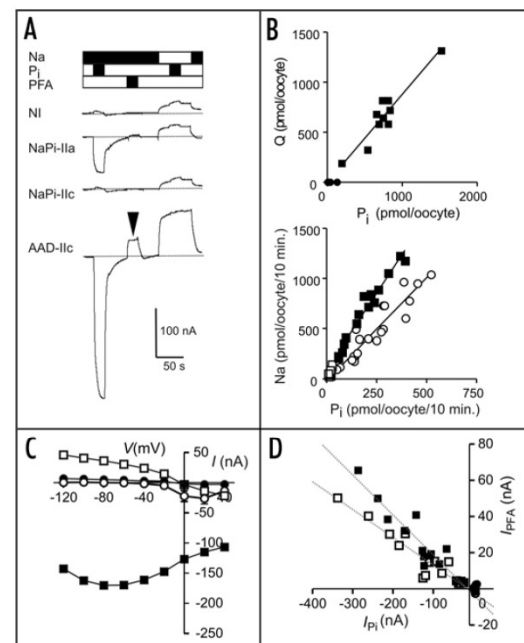 A
Na
Pi
PFA
NI
NaPi-IIa
NaPi-IIc
AAD-IIc
100 nA
50 s
B
Q (pmol/oocyte)
1500
1000
500
0
0
1000
2000
Pi (pmol/oocyte)
Na (pmol/oocyte/10 min.)
1500
1000
500
0
0
250
500
750
Pi (pmol/oocyte/10 min.)
C
V(mV)
I (nA)
50
-120
-80
-40
-40
-50
-100
-150
-200
-250
D
IPFA (nA)
80
60
40
20
-20
-400
-300
-200
-100
0
IPi (nA)